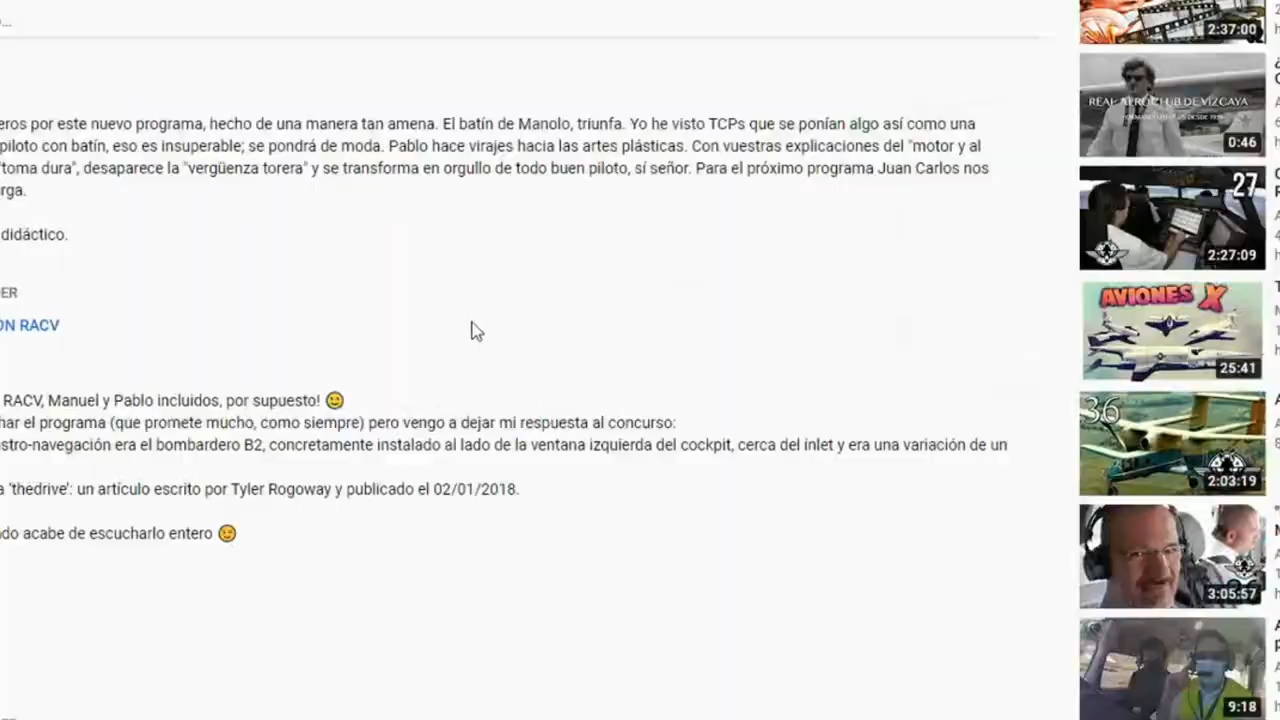 2:37:00
eros por este nuevo programa, hecho de una manera tan amena. El batín de Manolo, triunfa. Yo he visto TCPs que se ponían algo así como una
piloto con batín, eso es insuperable; se pondrá de moda. Pablo hace virajes hacia las artes plásticas. Con vuestras explicaciones del "motor y al
"toma dura", desaparece la "vergüenza torera" y se transforma en orgullo de todo buen piloto, sí señor. Para el próximo programa Juan Carlos nos
rga.
didáctico.
ER
ÓN RACV
RACV, Manuel y Pablo incluidos, por supuesto! 🙂
har el programa (que promete mucho, como siempre) pero vengo a dejar mi respuesta al concurso:
astro-navegación era el bombardero B2, concretamente instalado al lado de la ventana izquierda del cockpit, cerca del inlet y era una variación de un
a 'thedrive': un artículo escrito por Tyler Rogoway y publicado el 02/01/2018.
do acabe de escucharlo entero 😉
REAL AEROCLUB DE VIZCAYA
0:46
27
2:27:09
AVIONES X
25:41
36
2:03:19
3:05:57
9:18